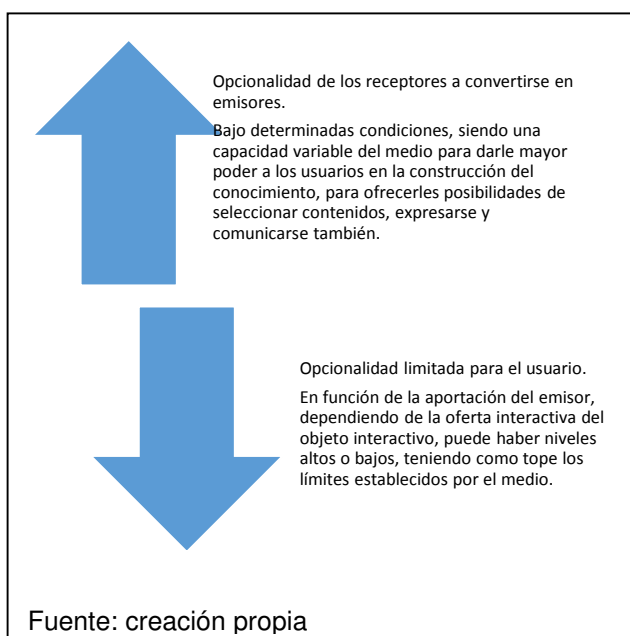 Opcionalidad de los receptores a convertirse en
emisores.
Bajo determinadas condiciones, siendo una
capacidad variable del medio para darle mayor
poder a los usuarios en la construcción del
conocimiento, para ofrecerles posibilidades de
seleccionar contenidos, expresarse y
comunicarse también.
Opcionalidad limitada para el usuario.
En función de la aportación del emisor,
dependiendo de la oferta interactiva del
objeto interactivo, puede haber niveles
altos o bajos, teniendo como tope los
límites establecidos por el medio.
Fuente: creación propia